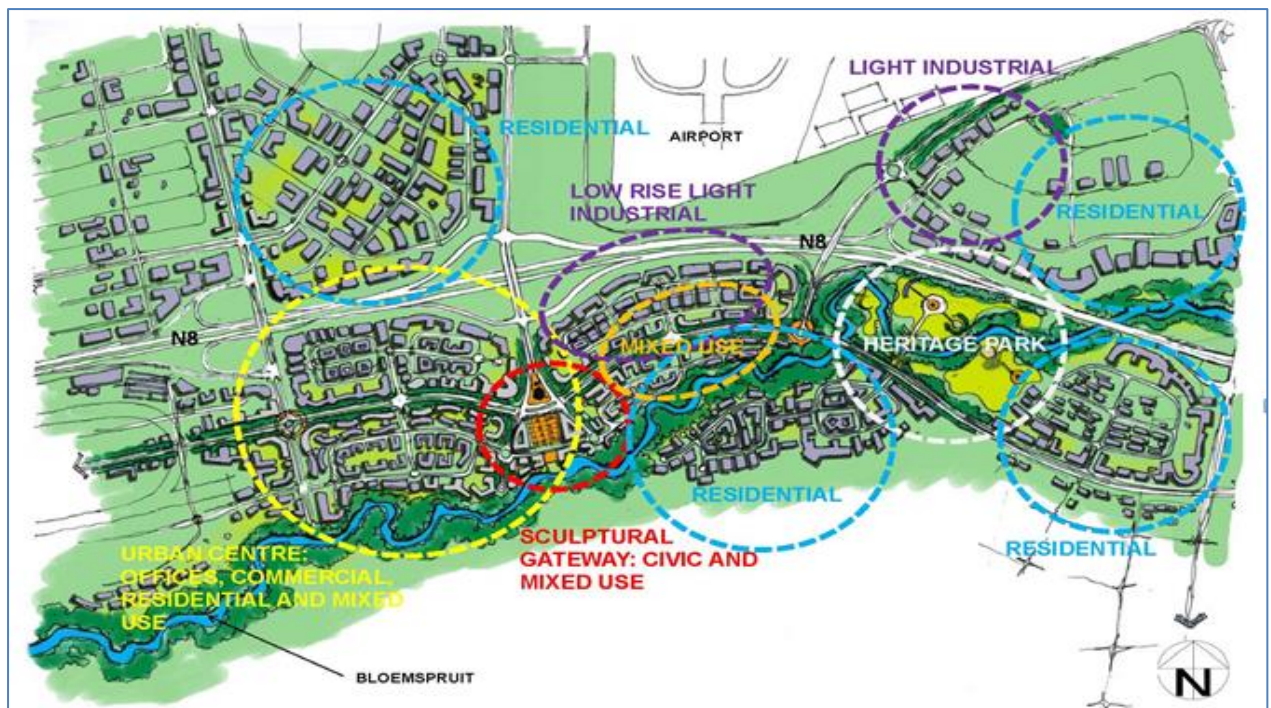 LIGHT INDUSTRIAL
RESIDENTIAL
AIRPORT
LOW RISE LIGHT
INDUSTRIAL
RESIDENTIAL
N8
N8
MIXED USE
HERITAGE PARK
RESIDENTIAL
SCULPTURAL
GATEWAY: CIVIC AND
MIXED USE
RESIDENTIAL
URBAN CENTRE:
OFFICES, COMMERCIAL,
RESIDENTIAL AND MIXED
USE
BLOEMSPRUIT
N